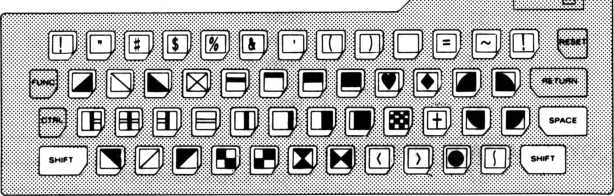 ! " # $ % & ' ( ) = ~ ! RESET
FUNC RETURN
CTRL SPACE
SHIFT ( ) SHIFT